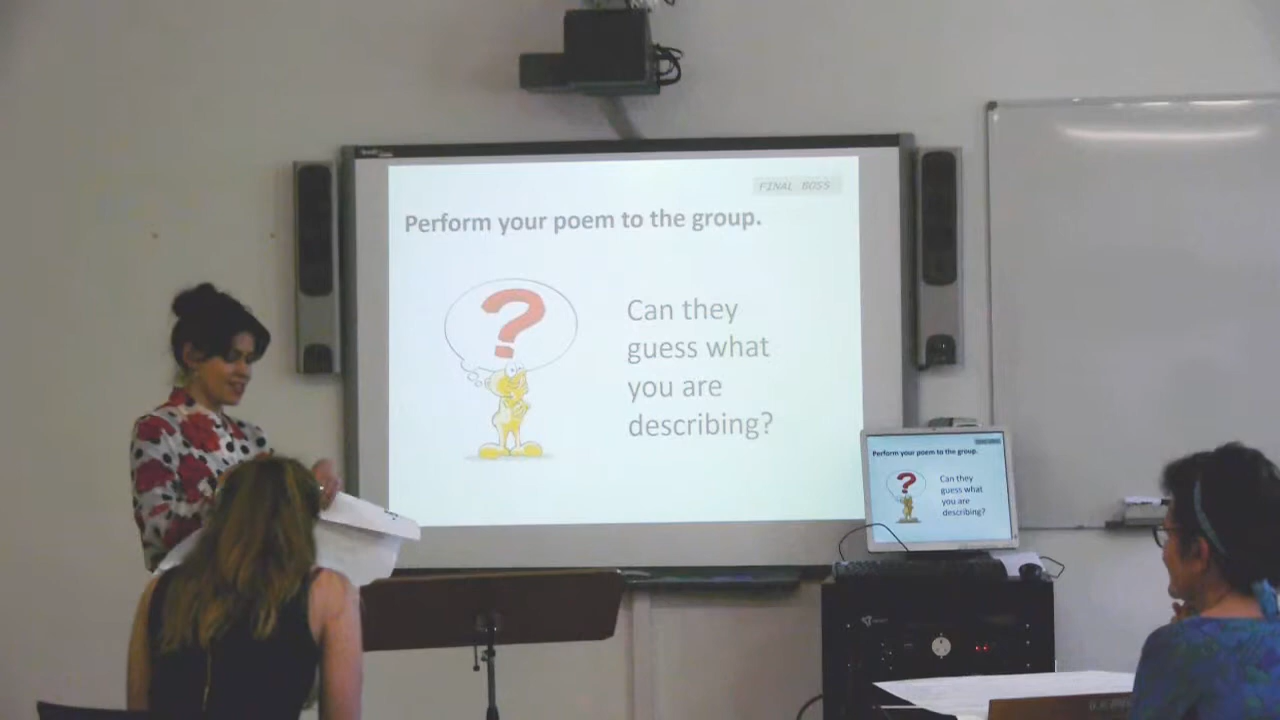 FINAL BOSS
Perform your poem to the group.
?
Can they
guess what
you are
describing?
Perform your poem to the group.
?
Can they
guess what
you are
describing?